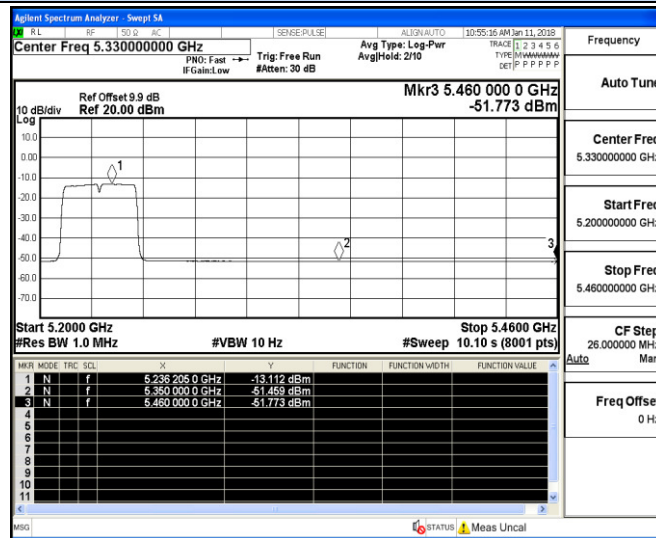 Agilent Spectrum Analyzer - Swept SA
RL RF 50 Ω AC SENSE:PULSE ALIGNAUTO 10:55:16 AM Jan 11, 2018
Center Freq 5.330000000 GHz Avg Type: Log-Pwr TRACE 1 2 3 4 5 6
PNO: Fast Trig: Free Run Avg|Hold: 2/10 TYPE M
IFGain:Low #Atten: 30 dB DET P P P P P P
Ref Offset 9.9 dB Mkr3 5.460 000 0 GHz
10 dB/div Ref 20.00 dBm -51.773 dBm
Log
10.0
0.00
-10.0
-20.0
-30.0
-40.0
-50.0
-60.0
-70.0
1
2
3
Start 5.2000 GHz Stop 5.4600 GHz
#Res BW 1.0 MHz #VBW 10 Hz #Sweep 10.10 s (8001 pts)
MKR MODE TRC SCL X Y FUNCTION FUNCTION WIDTH FUNCTION VALUE
1 N f 5.236 205 0 GHz -13.112 dBm
2 N f 5.350 000 0 GHz -51.459 dBm
3 N f 5.460 000 0 GHz -51.773 dBm
4
5
6
7
8
9
10
11
MSG STATUS Meas Uncal
Frequency
Auto Tune
Center Freq
5.330000000 GHz
Start Freq
5.200000000 GHz
Stop Freq
5.460000000 GHz
CF Step
26.000000 MHz
Auto Man
Freq Offset
0 Hz